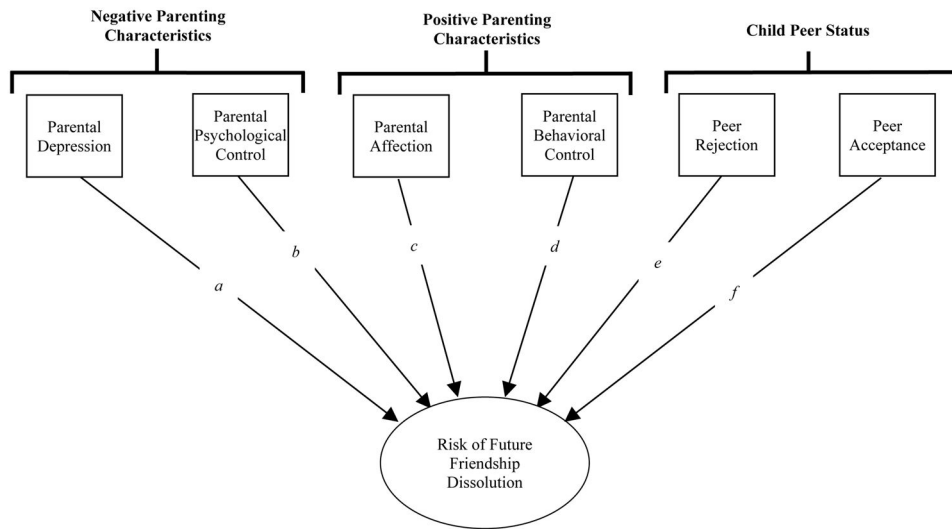 Negative Parenting
Characteristics
Positive Parenting
Characteristics
Child Peer Status
Parental
Depression
Parental
Psychological
Control
Parental
Affection
Parental
Behavioral
Control
Peer
Rejection
Peer
Acceptance
a
b
c
d
e
f
Risk of Future
Friendship
Dissolution